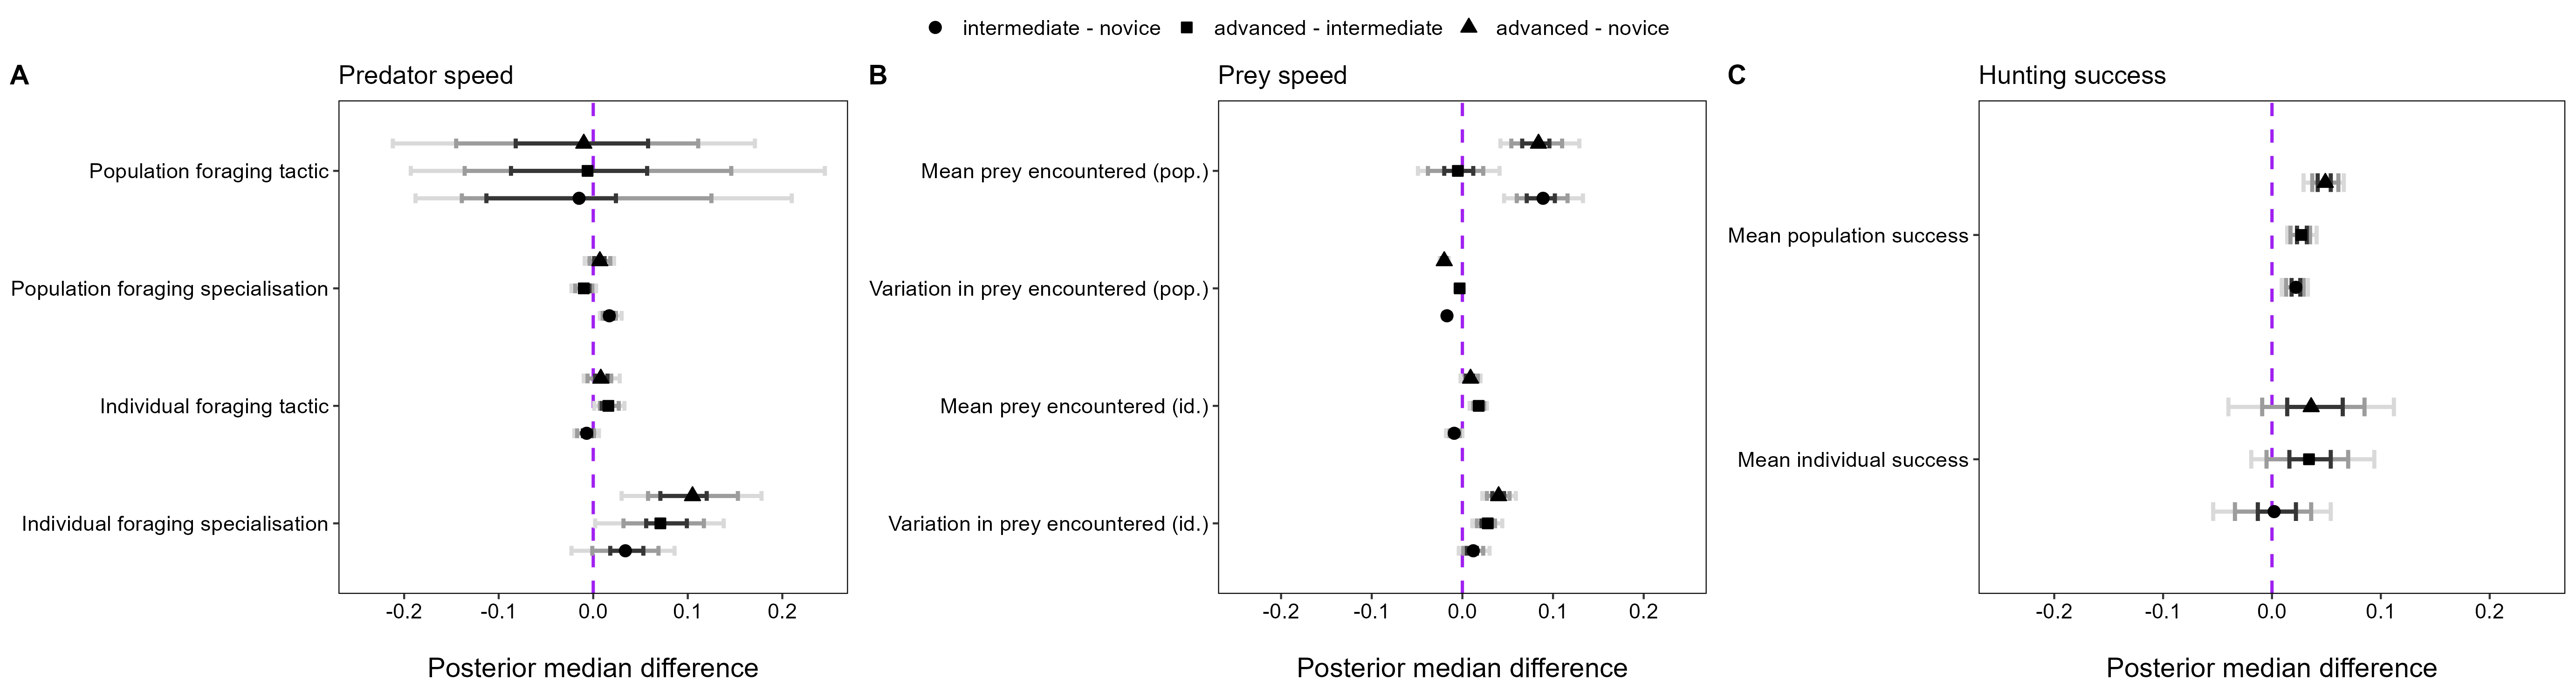 intermediate - novice advanced - intermediate advanced - novice
A Predator speed
Population foraging tactic
Population foraging specialisation
Individual foraging tactic
Individual foraging specialisation
-0.2 -0.1 0.0 0.1 0.2
Posterior median difference
B Prey speed
Mean prey encountered (pop.)
Variation in prey encountered (pop.)
Mean prey encountered (id.)
Variation in prey encountered (id.)
-0.2 -0.1 0.0 0.1 0.2
Posterior median difference
C Hunting success
Mean population success
Mean individual success
-0.2 -0.1 0.0 0.1 0.2
Posterior median difference